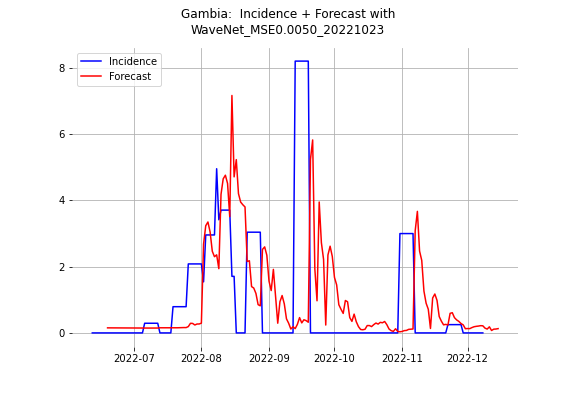 Gambia:  Incidence + Forecast with
WaveNet_MSE0.0050_20221023
Incidence
Forecast
8
6
4
2
0
2022-07
2022-08
2022-09
2022-10
2022-11
2022-12